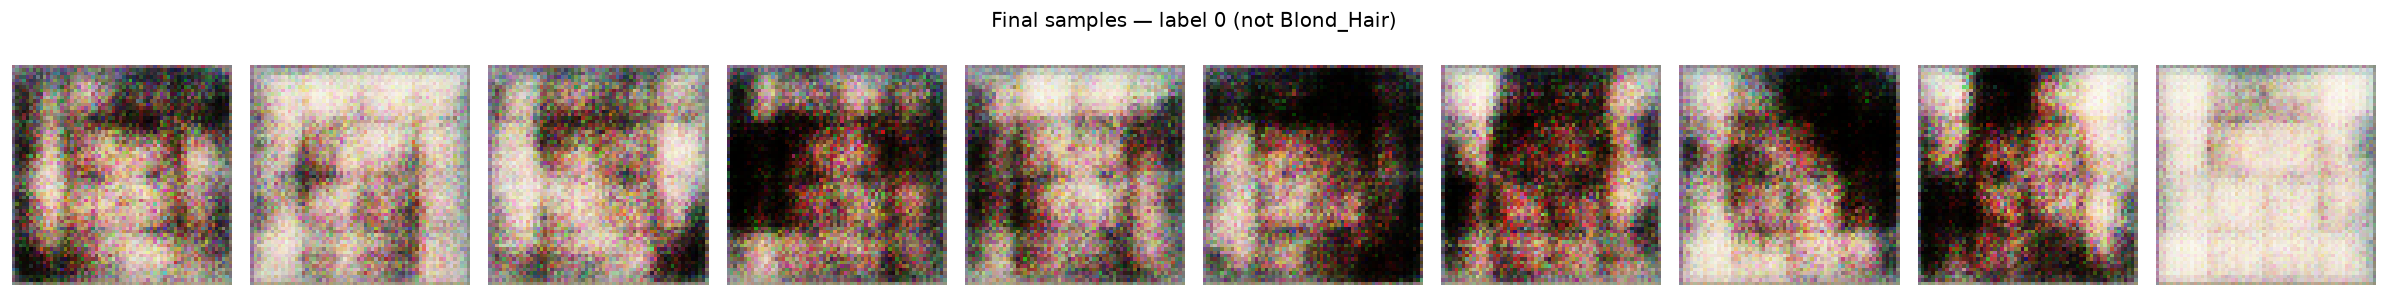 Final samples — label 0 (not Blond_Hair)